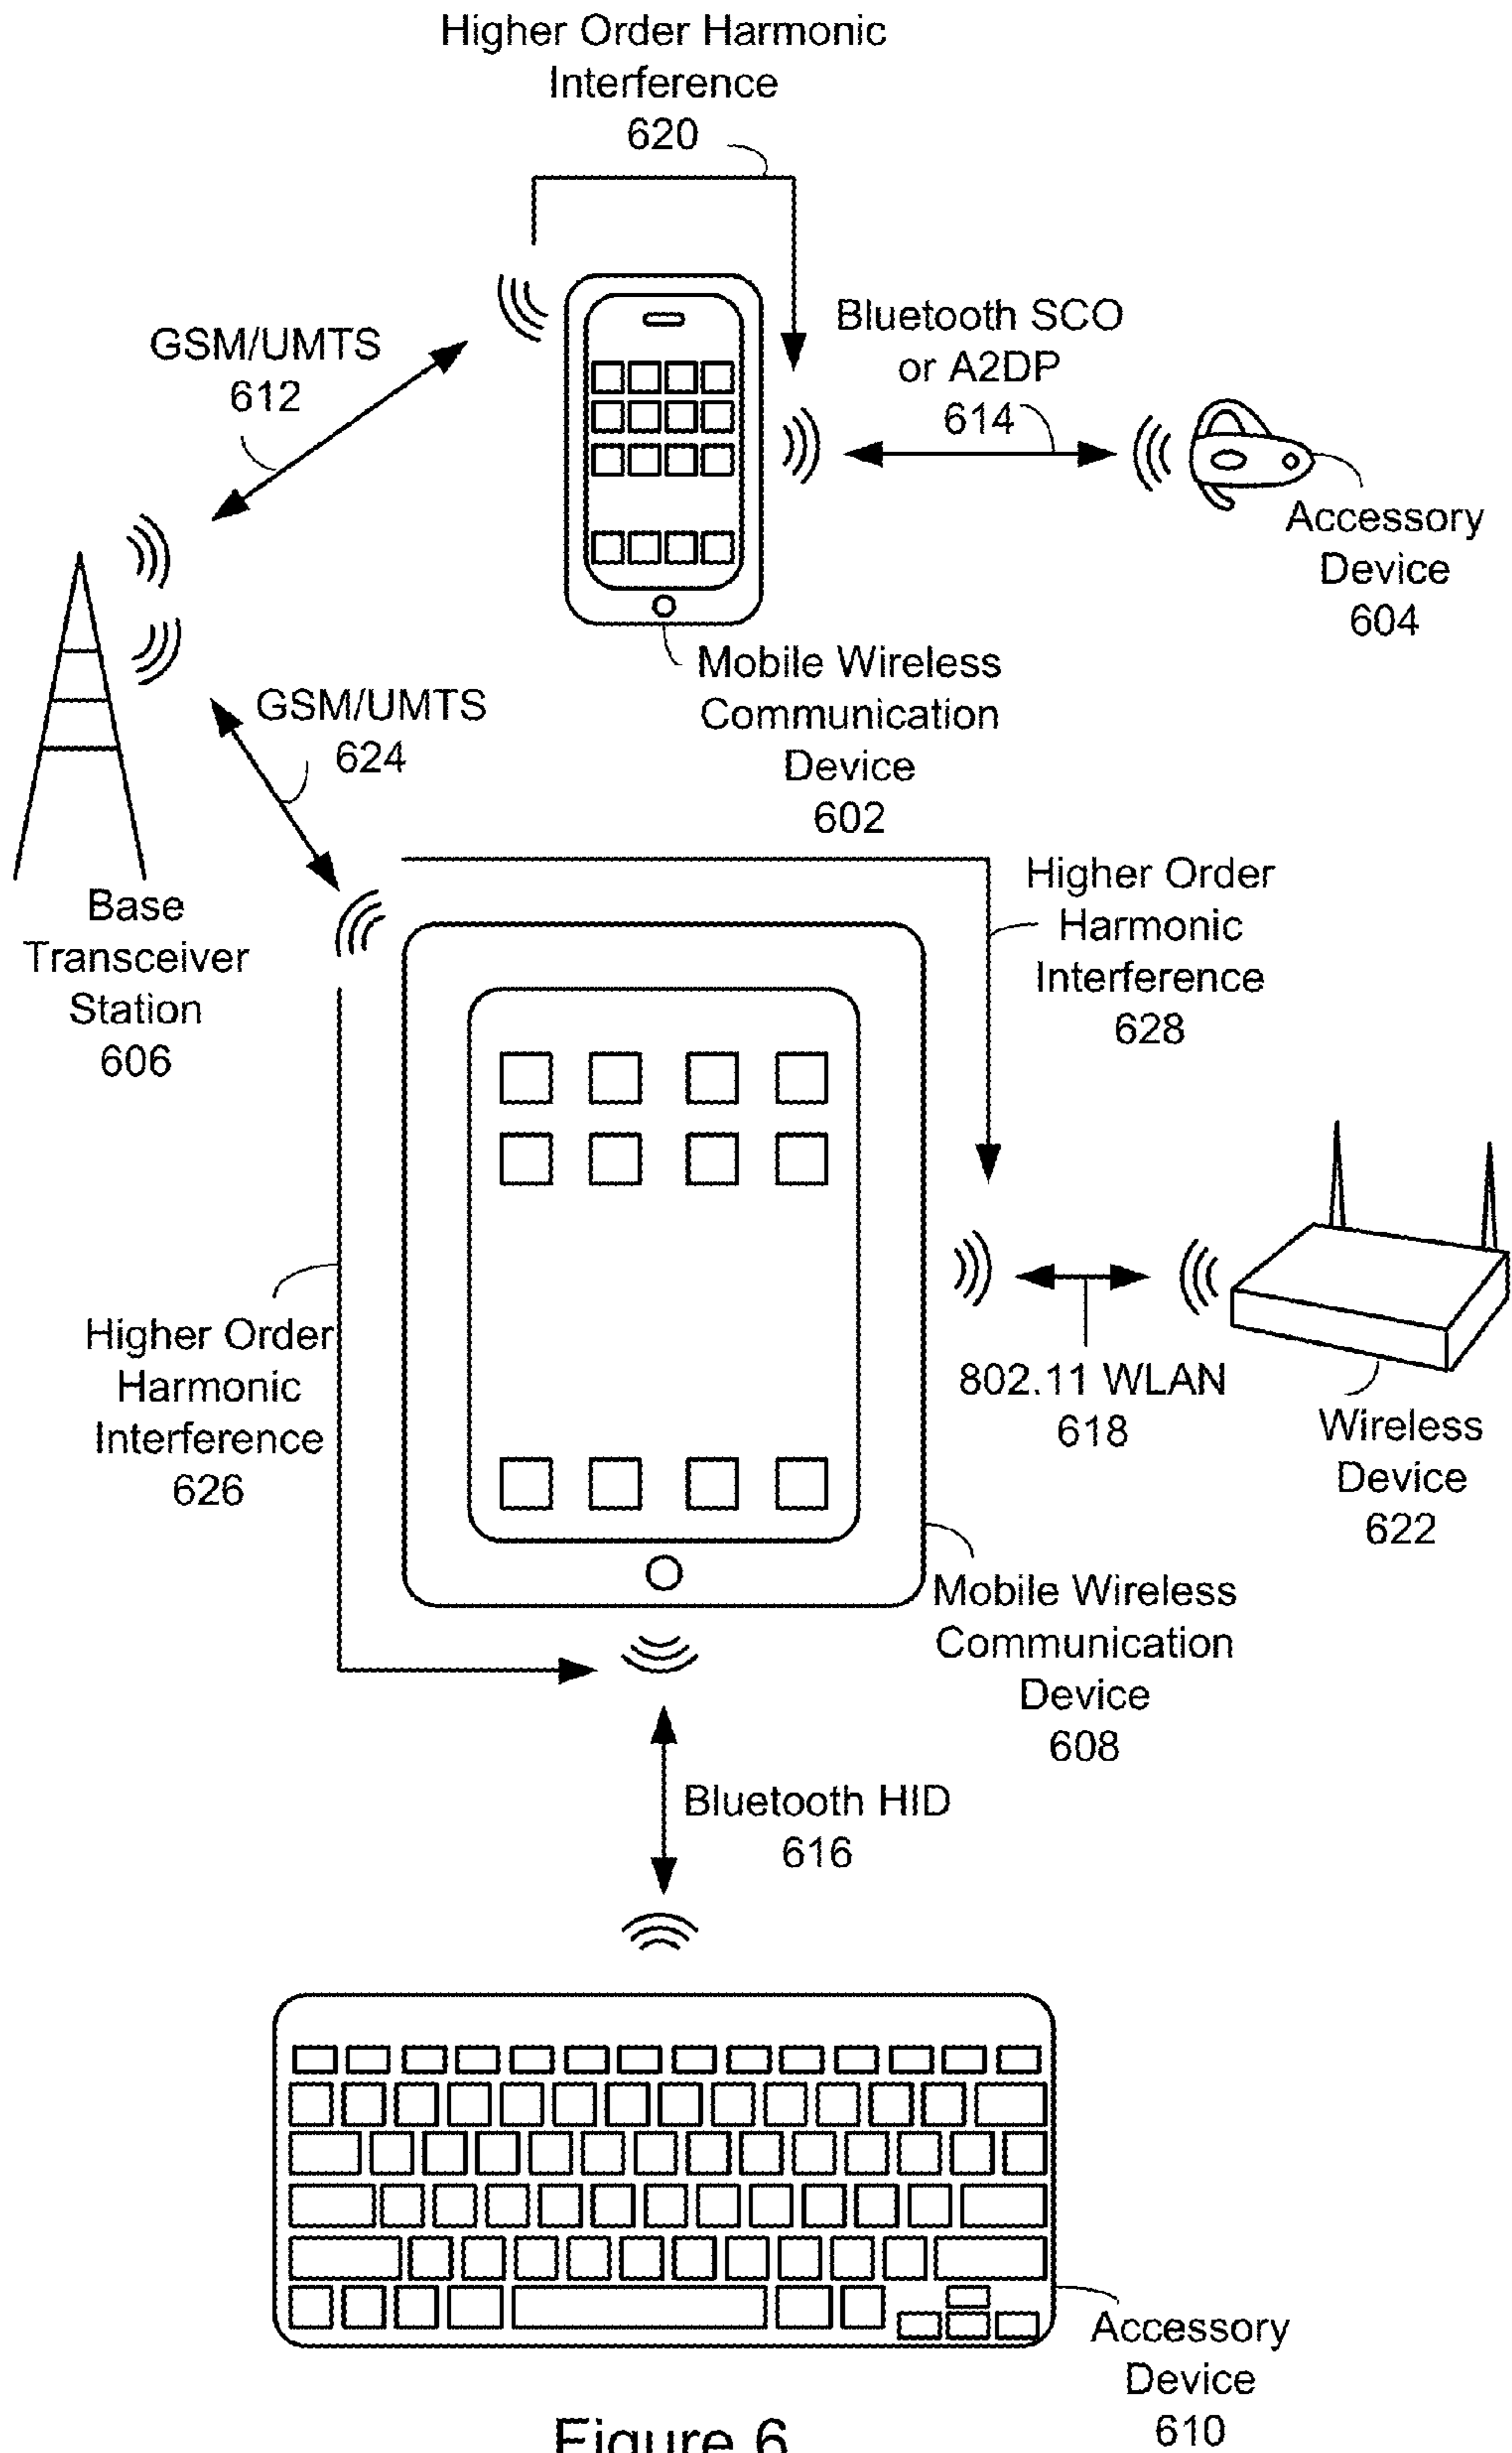 Higher Order Harmonic
Interference
620
GSM/UMTS
612
Bluetooth SCO
or A2DP
614
Accessory
Device
604
Mobile Wireless
Communication
Device
602
GSM/UMTS
624
Base
Transceiver
Station
606
Higher Order
Harmonic
Interference
628
Higher Order
Harmonic
Interference
626
802.11 WLAN
618
Wireless
Device
622
Mobile Wireless
Communication
Device
608
Bluetooth HID
616
Accessory
Device
610
Figure 6